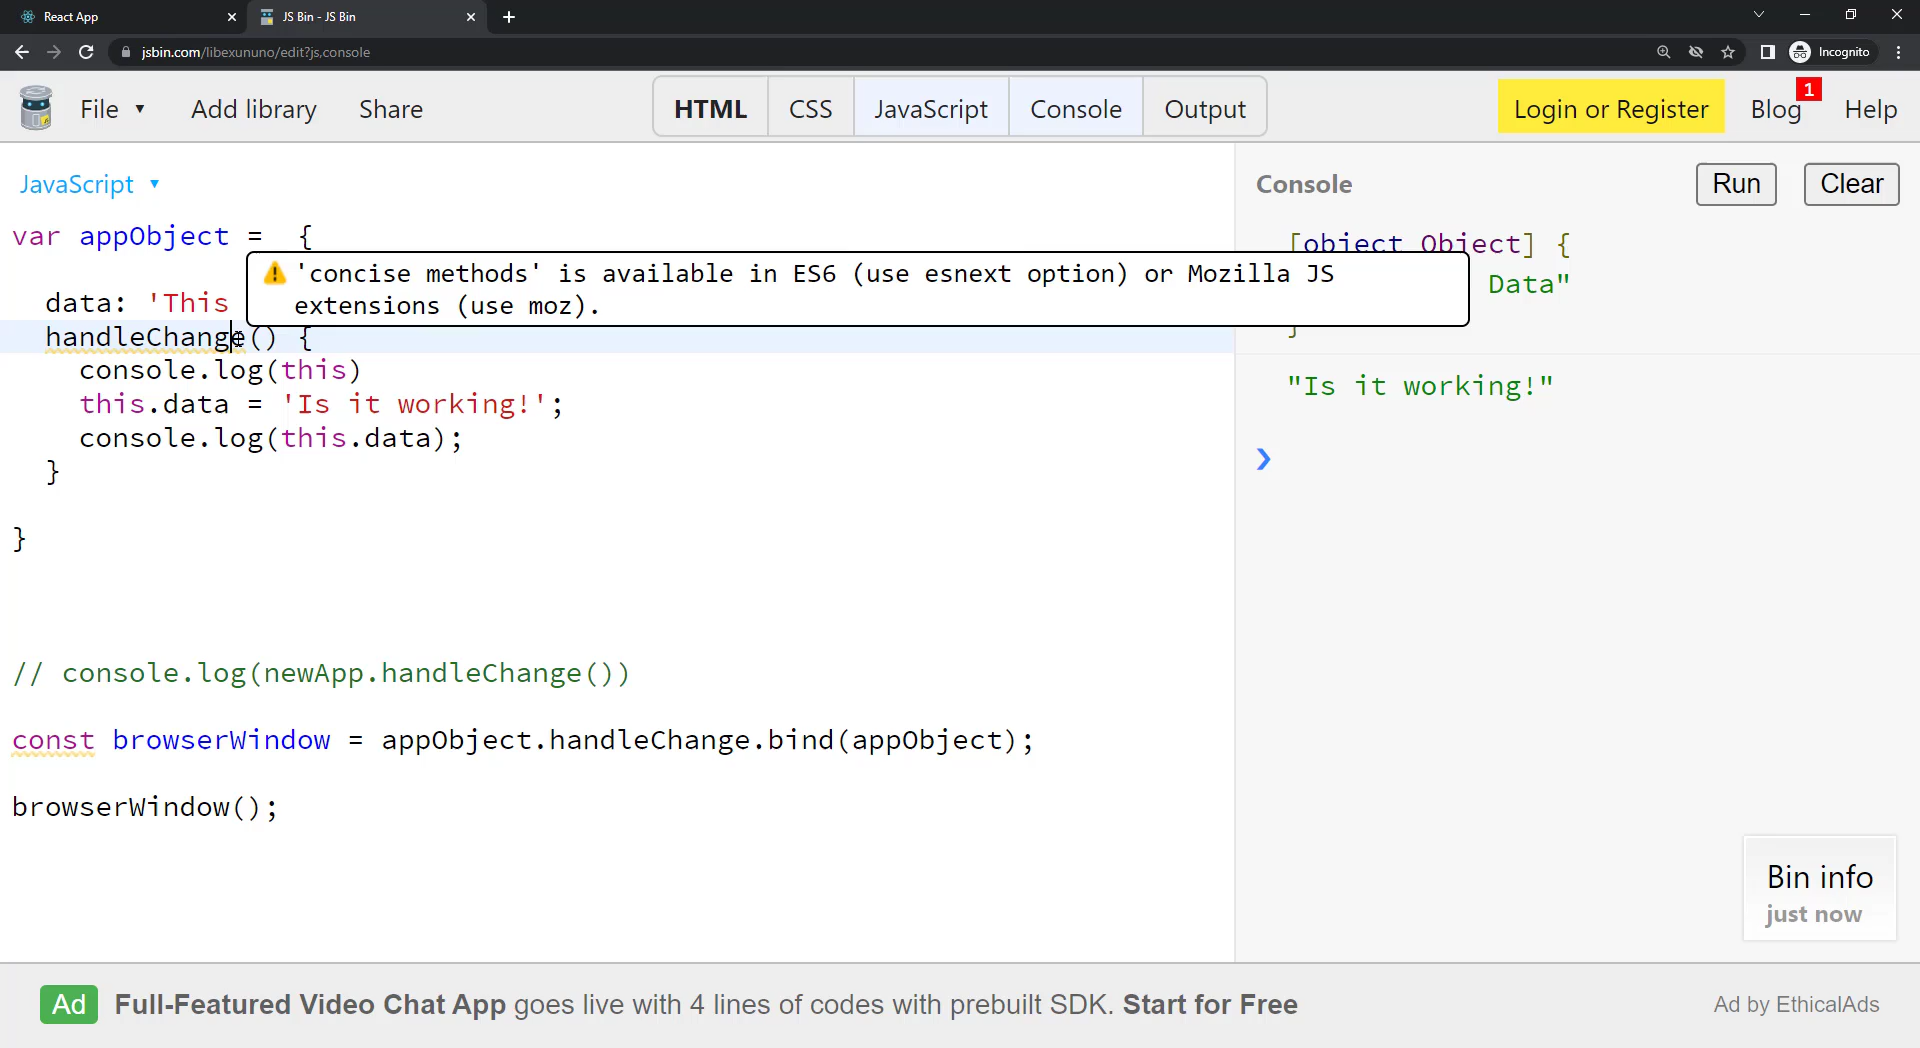 React App
JS Bin - JS Bin
jsbin.com/libexununo/edit?js,console
Incognito
File
Add library
Share
HTML
CSS
JavaScript
Console
Output
Login or Register
Blog
1
Help
JavaScript
Console
Run
Clear
var appObject = {
'concise methods' is available in ES6 (use esnext option) or Mozilla JS
extensions (use moz).
data: 'This
handleChange() {
console.log(this)
this.data = 'Is it working!';
console.log(this.data);
}
}
// console.log(newApp.handleChange())
const browserWindow = appObject.handleChange.bind(appObject);
browserWindow();
[object Object] {
Data"
}
"Is it working!"
Bin info
just now
Ad
Full-Featured Video Chat App goes live with 4 lines of codes with prebuilt SDK. Start for Free
Ad by EthicalAds